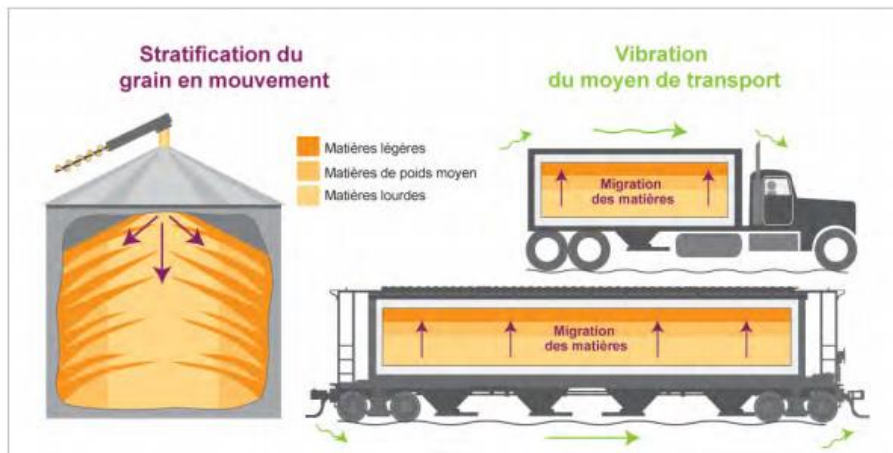 Stratification du
grain en mouvement
Vibration
du moyen de transport
Matières légères
Matières de poids moyen
Matières lourdes
Migration
des matières
Migration
des matières